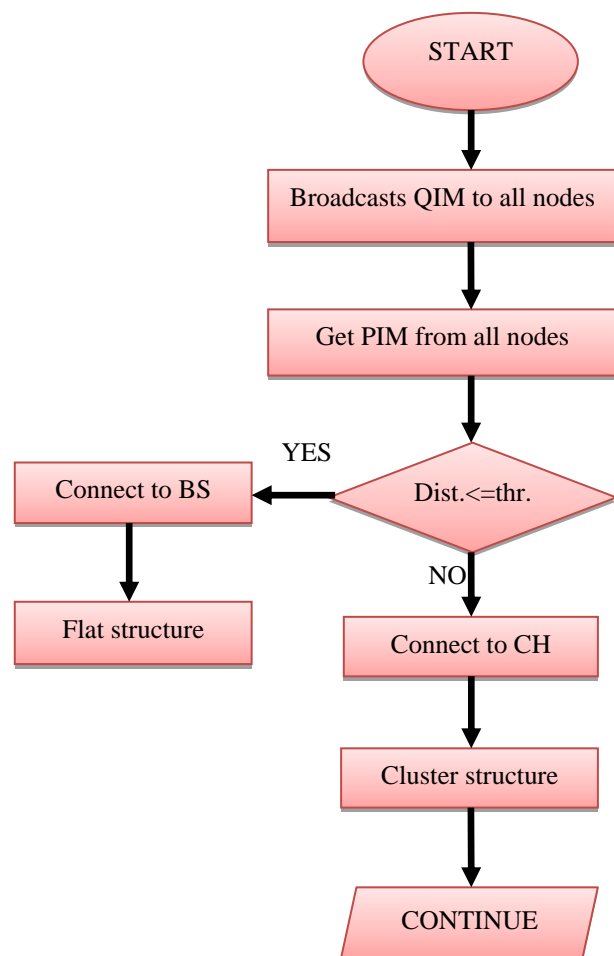 START
Broadcasts QIM to all nodes
Get PIM from all nodes
YES
Dist.<=thr.
Connect to BS
NO
Flat structure
Connect to CH
Cluster structure
CONTINUE